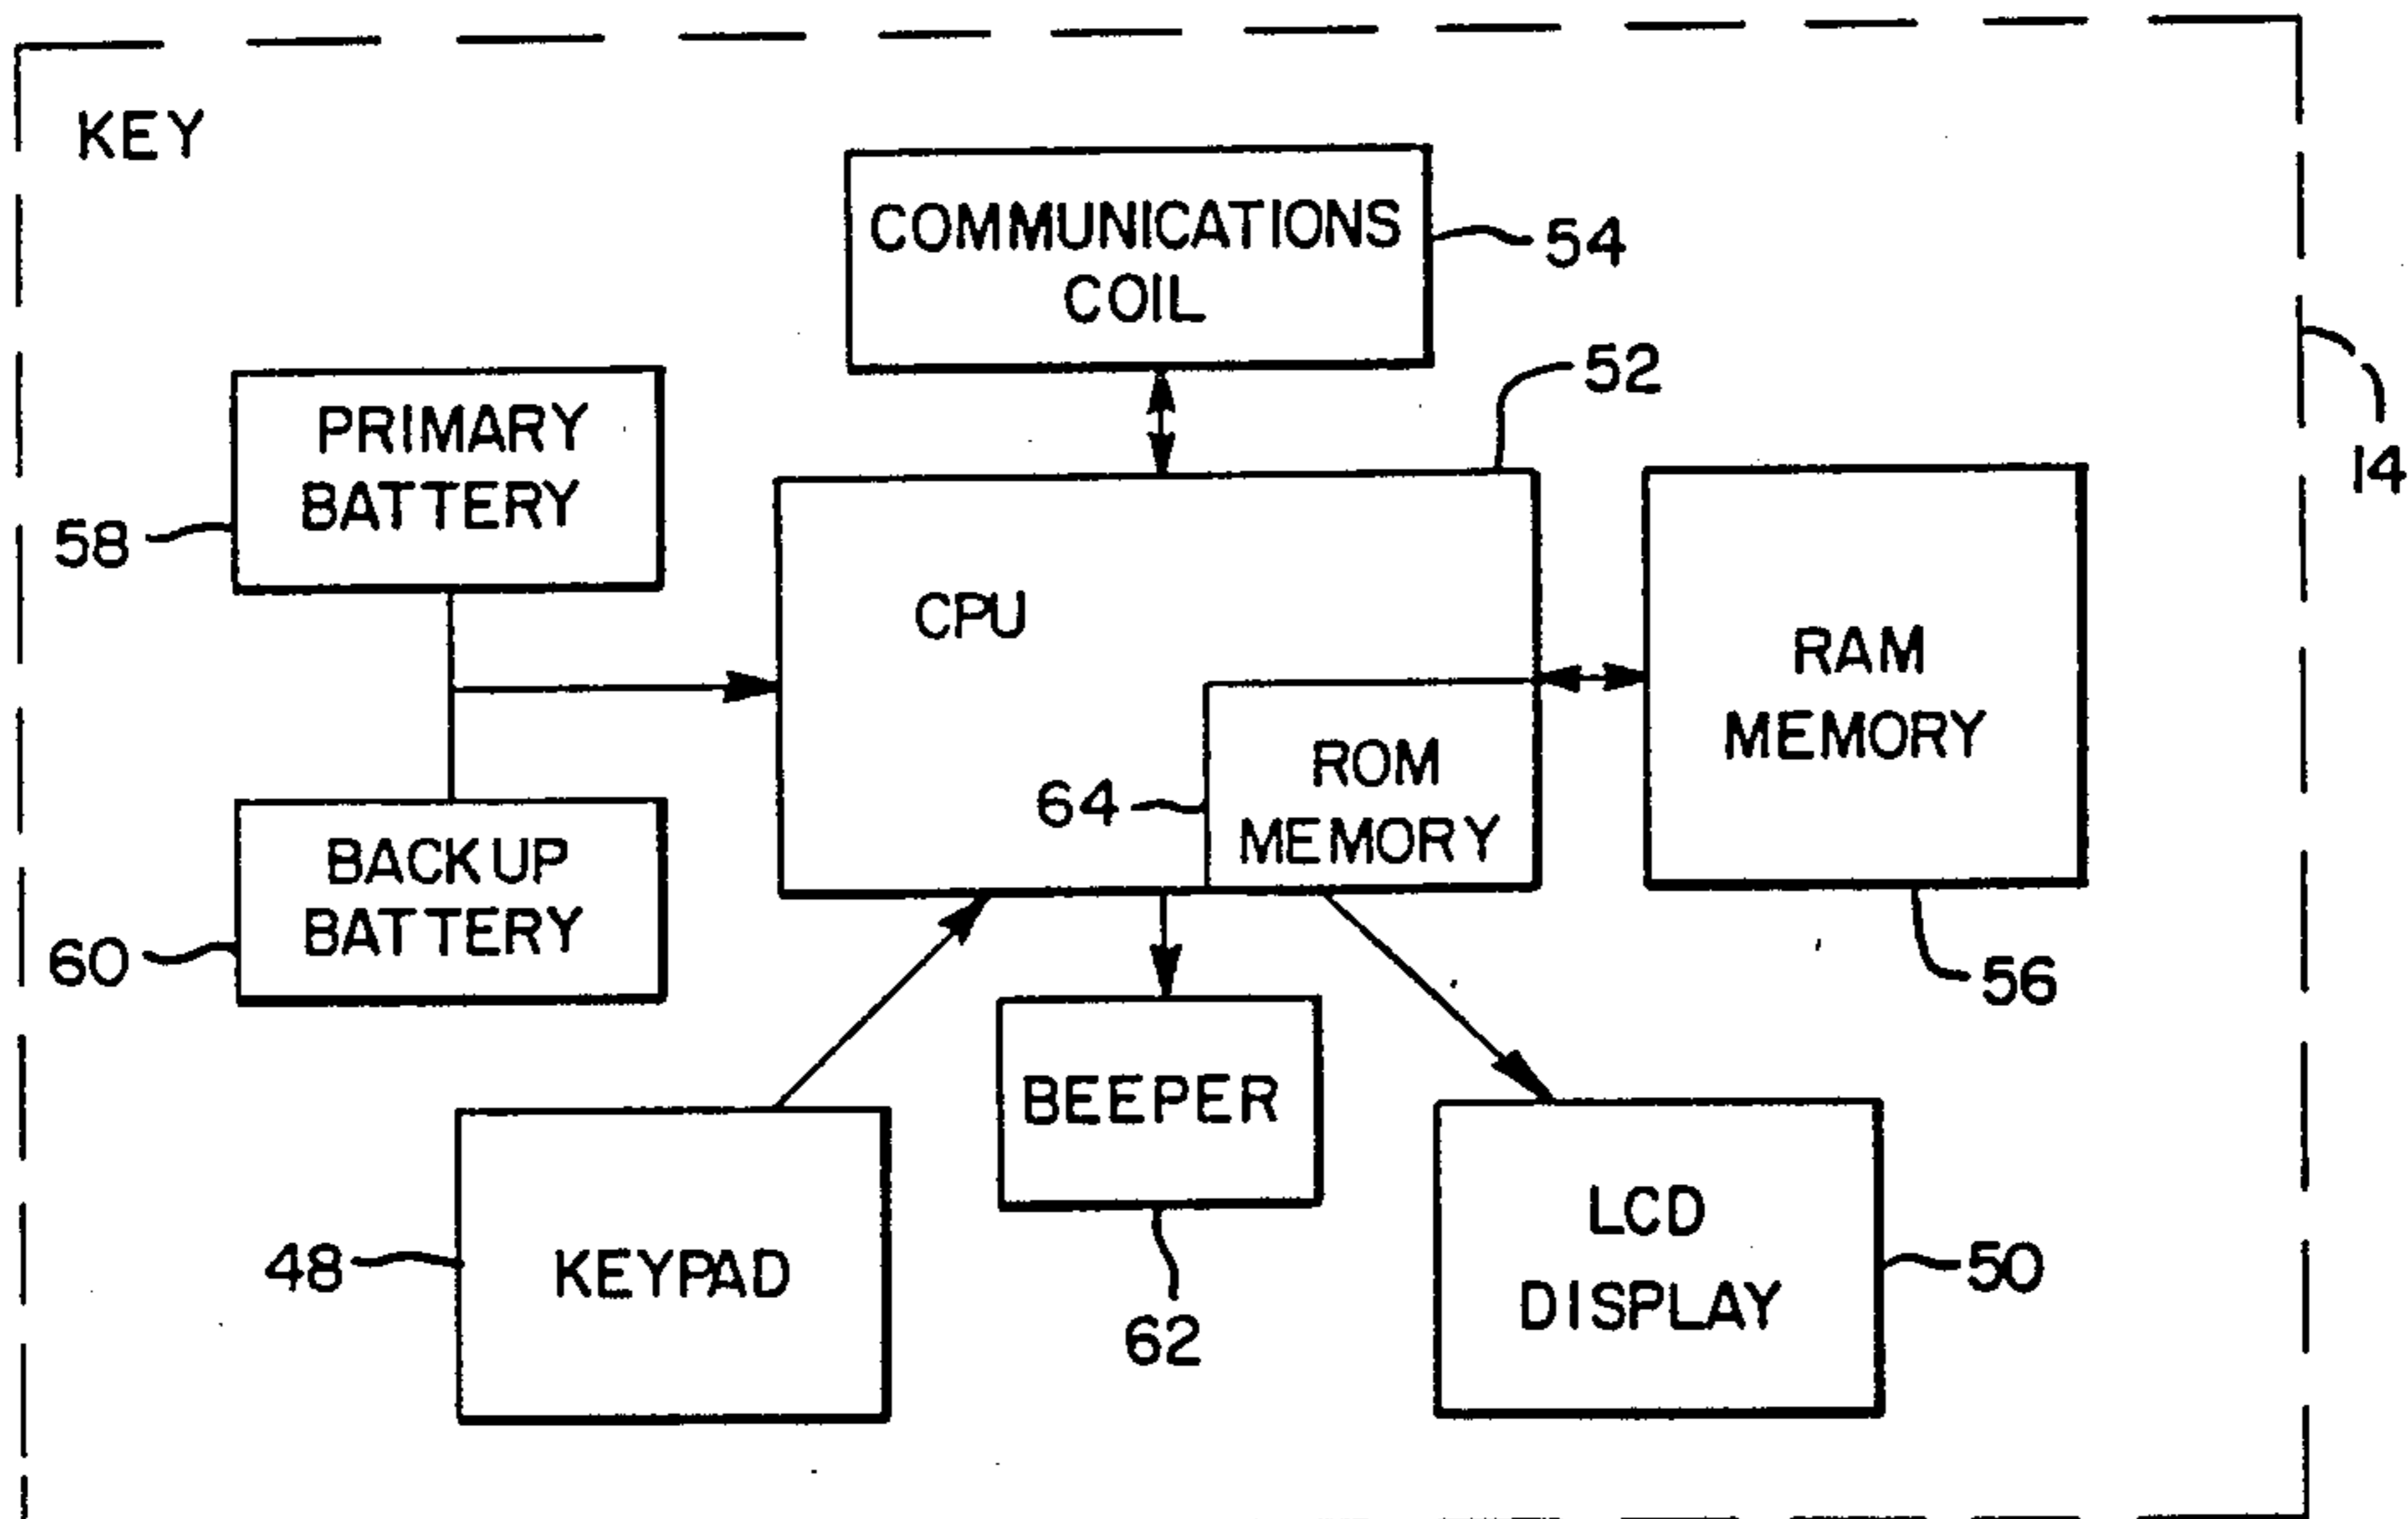 KEY
COMMUNICATIONS
COIL
54
52
14
PRIMARY
BATTERY
58
CPU
RAM
MEMORY
56
ROM
MEMORY
64
BACKUP
BATTERY
60
BEEPER
62
KEYPAD
48
LCD
DISPLAY
50